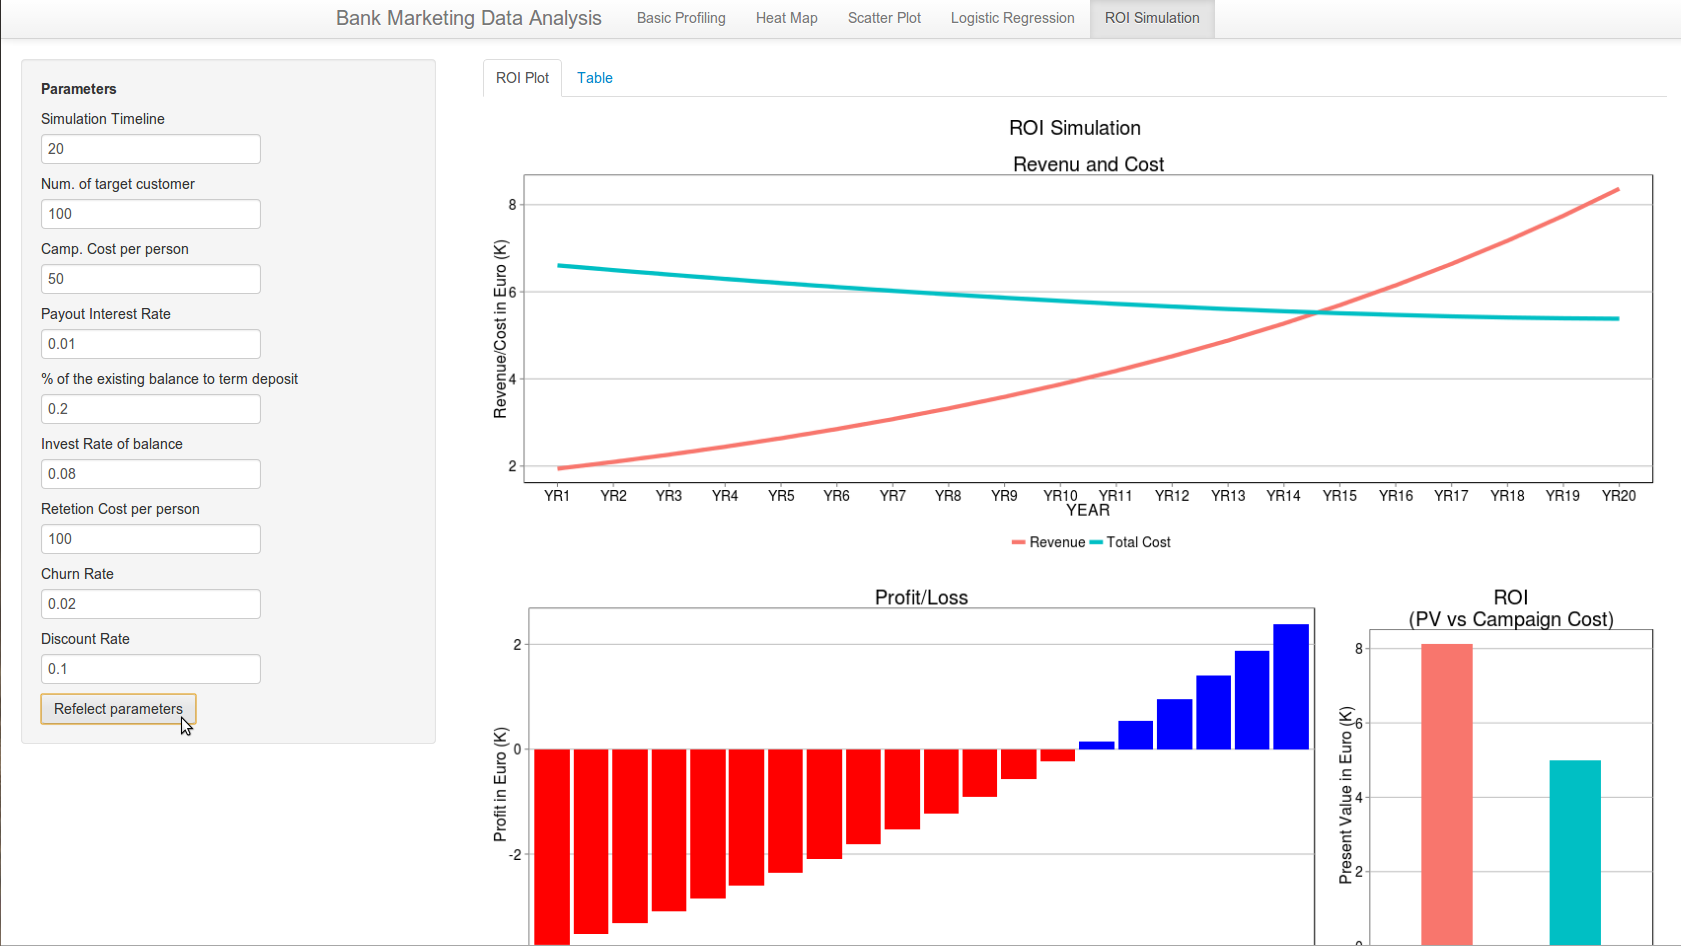 Bank Marketing Data Analysis Basic Profiling Heat Map Scatter Plot Logistic Regression ROI Simulation
Parameters
Simulation Timeline
20
Num. of target customer
100
Camp. Cost per person
50
Payout Interest Rate
0.01
% of the existing balance to term deposit
0.2
Invest Rate of balance
0.08
Retetion Cost per person
100
Churn Rate
0.02
Discount Rate
0.1
Refelect parameters
ROI Plot Table
ROI Simulation
Revenu and Cost
Revenue/Cost in Euro (K)
8
6
4
2
YR1 YR2 YR3 YR4 YR5 YR6 YR7 YR8 YR9 YR10 YR11 YR12 YR13 YR14 YR15 YR16 YR17 YR18 YR19 YR20
YEAR
Revenue Total Cost
Profit/Loss
Profit in Euro (K)
2
0
-2
ROI
(PV vs Campaign Cost)
Present Value in Euro (K)
8
6
4
2
0